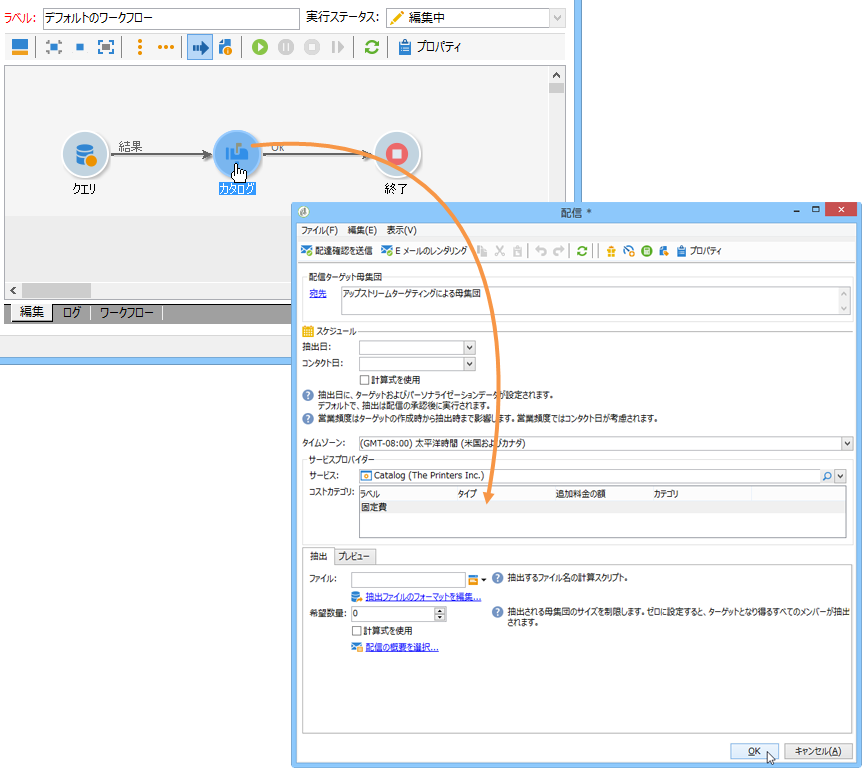 ラベル: デフォルトのワークフロー 実行ステータス: 編集中
プロパティ
結果 Ok
クエリ カタログ 終了
編集 ログ ワークフロー
配信 *
ファイル(F) 編集(E) 表示(V)
配達確認を送信 E メールのレンダリング プロパティ
配信ターゲット母集団
宛先 アップストリームターゲティングによる母集団
スケジュール
抽出日:
コンタクト日:
計算式を使用
抽出日に、ターゲットおよびパーソナライゼーションデータが設定されます。
デフォルトで、抽出は配信の承認後に実行されます。
営業頻度はターゲットの作成時から抽出時まで影響します。営業頻度ではコンタクト日が考慮されます。
タイムゾーン: (GMT-08:00) 太平洋時間 (米国およびカナダ)
サービスプロバイダー
サービス: Catalog (The Printers Inc.)
コストカテゴリ: ラベル タイプ 追加料金の額 カテゴリ
固定費
抽出 プレビュー
ファイル: 抽出するファイル名の計算スクリプト。
抽出ファイルのフォーマットを編集...
希望数量: 0 抽出される母集団のサイズを制限します。ゼロに設定すると、ターゲットとなり得るすべてのメンバーが抽出
されます。
計算式を使用
配信の概要を選択...
OK キャンセル(A)